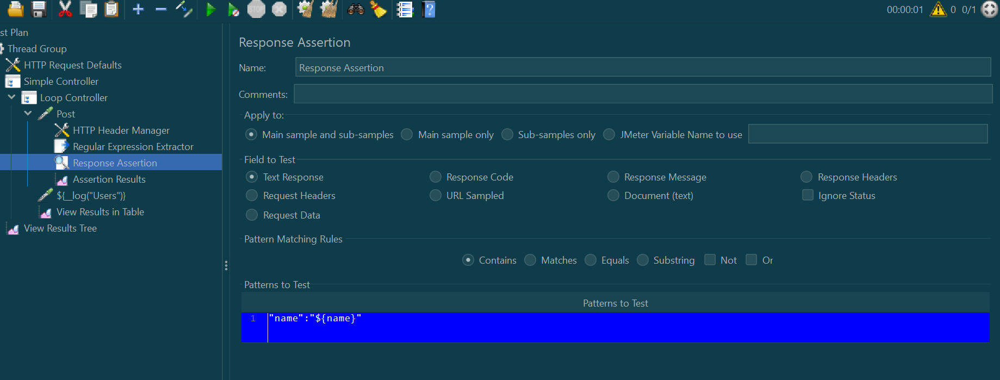 STOP
00:00:01 0 0/1
st Plan
Thread Group
HTTP Request Defaults
Simple Controller
Loop Controller
Post
HTTP Header Manager
Regular Expression Extractor
Response Assertion
Assertion Results
${__log("Users")}
View Results in Table
View Results Tree
Response Assertion
Name: Response Assertion
Comments:
Apply to:
Main sample and sub-samples Main sample only Sub-samples only JMeter Variable Name to use
Field to Test
Text Response Response Code Response Message Response Headers
Request Headers URL Sampled Document (text) Ignore Status
Request Data
Pattern Matching Rules
Contains Matches Equals Substring Not Or
Patterns to Test
Patterns to Test
1 "name":"${name}"